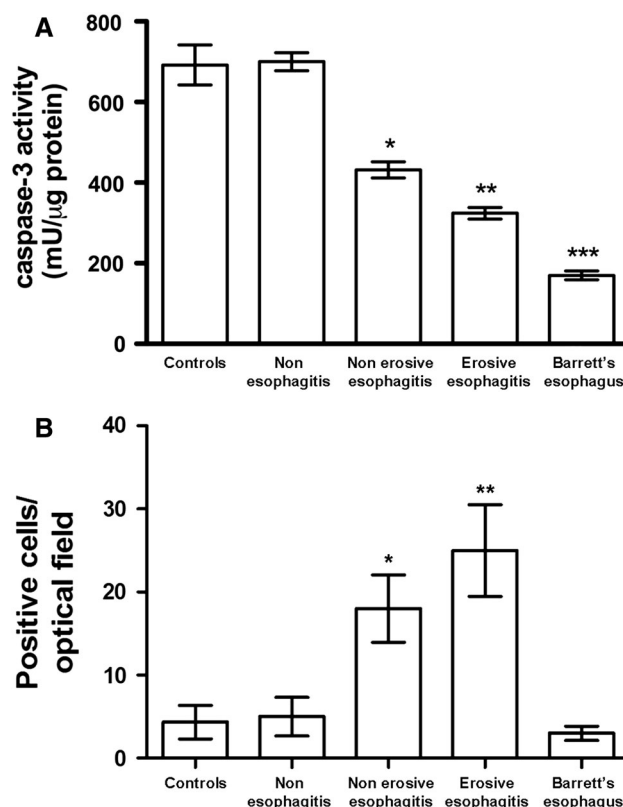 A
caspase-3 activity
(mU/μg protein)
800
600
400
200
0
*
**
***
Controls
Non
esophagitis
Non erosive
esophagitis
Erosive
esophagitis
Barrett's
esophagus
B
Positive cells/
optical field
40
30
20
10
0
*
**
Controls
Non
esophagitis
Non erosive
esophagitis
Erosive
esophagitis
Barrett's
esophagus